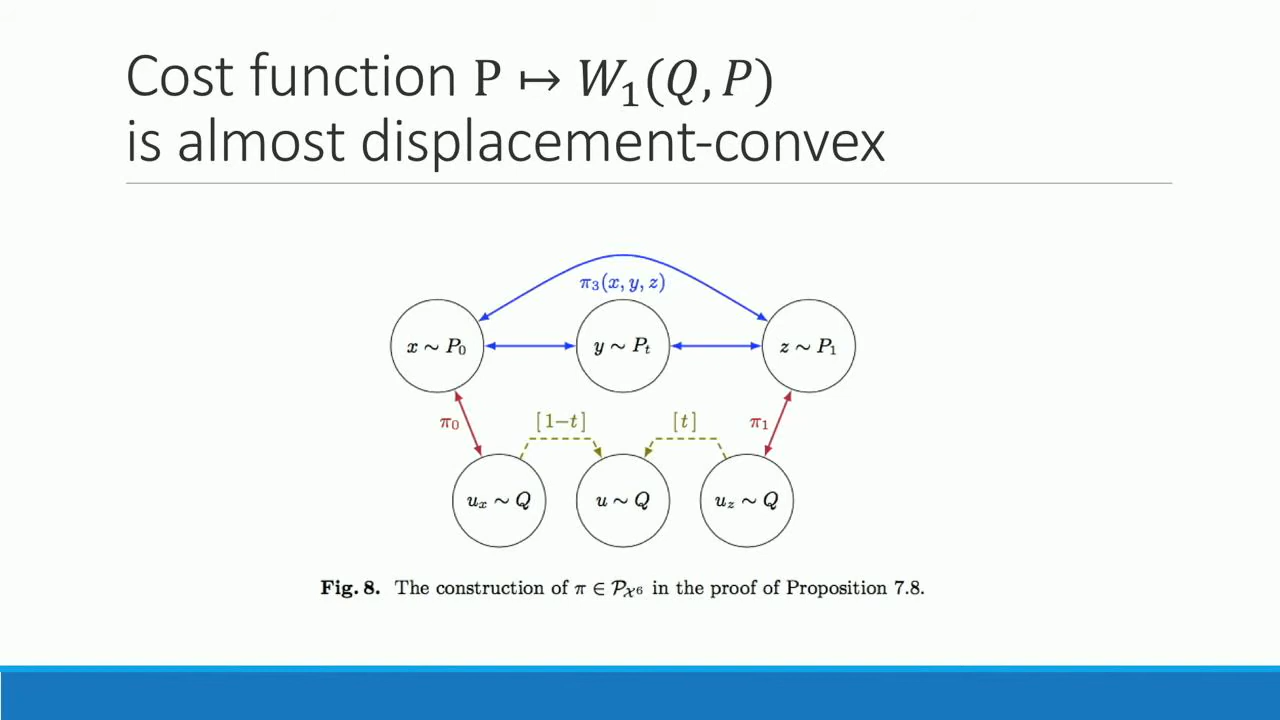 Cost function P ↦ 𝑊₁(𝑄, 𝑃)
is almost displacement-convex
π₃(x, y, z)
x ∼ P₀
y ∼ Pₜ
z ∼ P₁
π₀
[1−t]
[t]
π₁
uₓ ∼ Q
u ∼ Q
u_z ∼ Q
Fig. 8. The construction of π ∈ 𝒫_𝒳⁶ in the proof of Proposition 7.8.